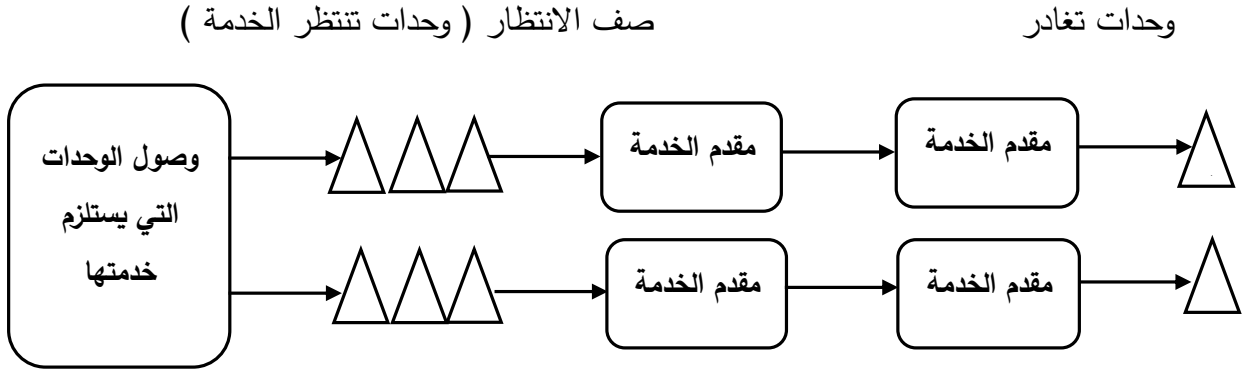 وحدات تغادر
صف الانتظار ( وحدات تنتظر الخدمة )
وصول الوحدات
التي يستلزم
خدمتها
مقدم الخدمة
مقدم الخدمة
مقدم الخدمة
مقدم الخدمة